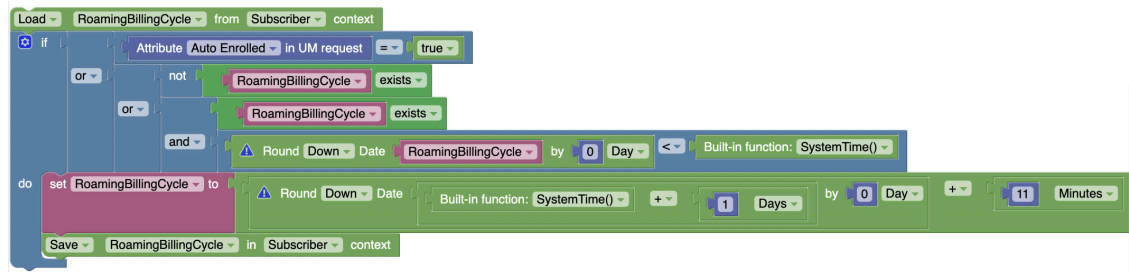 Load RoamingBillingCycle from Subscriber context
if Attribute Auto Enrolled in UM request = true
or not RoamingBillingCycle exists
or RoamingBillingCycle exists
and Round Down Date RoamingBillingCycle by 0 Day < Built-in function: SystemTime()
do set RoamingBillingCycle to Round Down Date Built-in function: SystemTime() + 1 Days by 0 Day + 11 Minutes
Save RoamingBillingCycle in Subscriber context